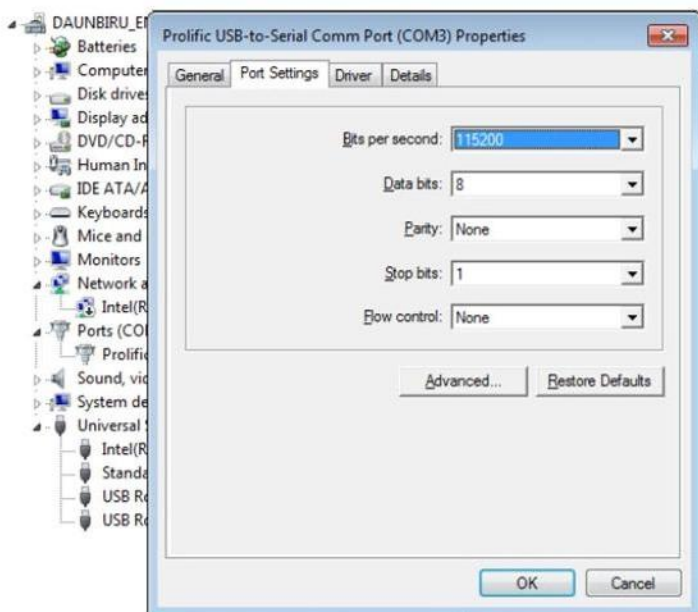 DAUNBIRU_E
Batteries
Computer
Disk drives
Display ad
DVD/CD-R
Human In
IDE ATA/A
Keyboards
Mice and
Monitors
Network a
Intel(R
Ports (COM
Prolific
Sound, vid
System de
Universal S
Intel(R
Standa
USB Ro
USB Ro
Prolific USB-to-Serial Comm Port (COM3) Properties
General Port Settings Driver Details
Bits per second: 115200
Data bits: 8
Parity: None
Stop bits: 1
Flow control: None
Advanced... Restore Defaults
OK Cancel